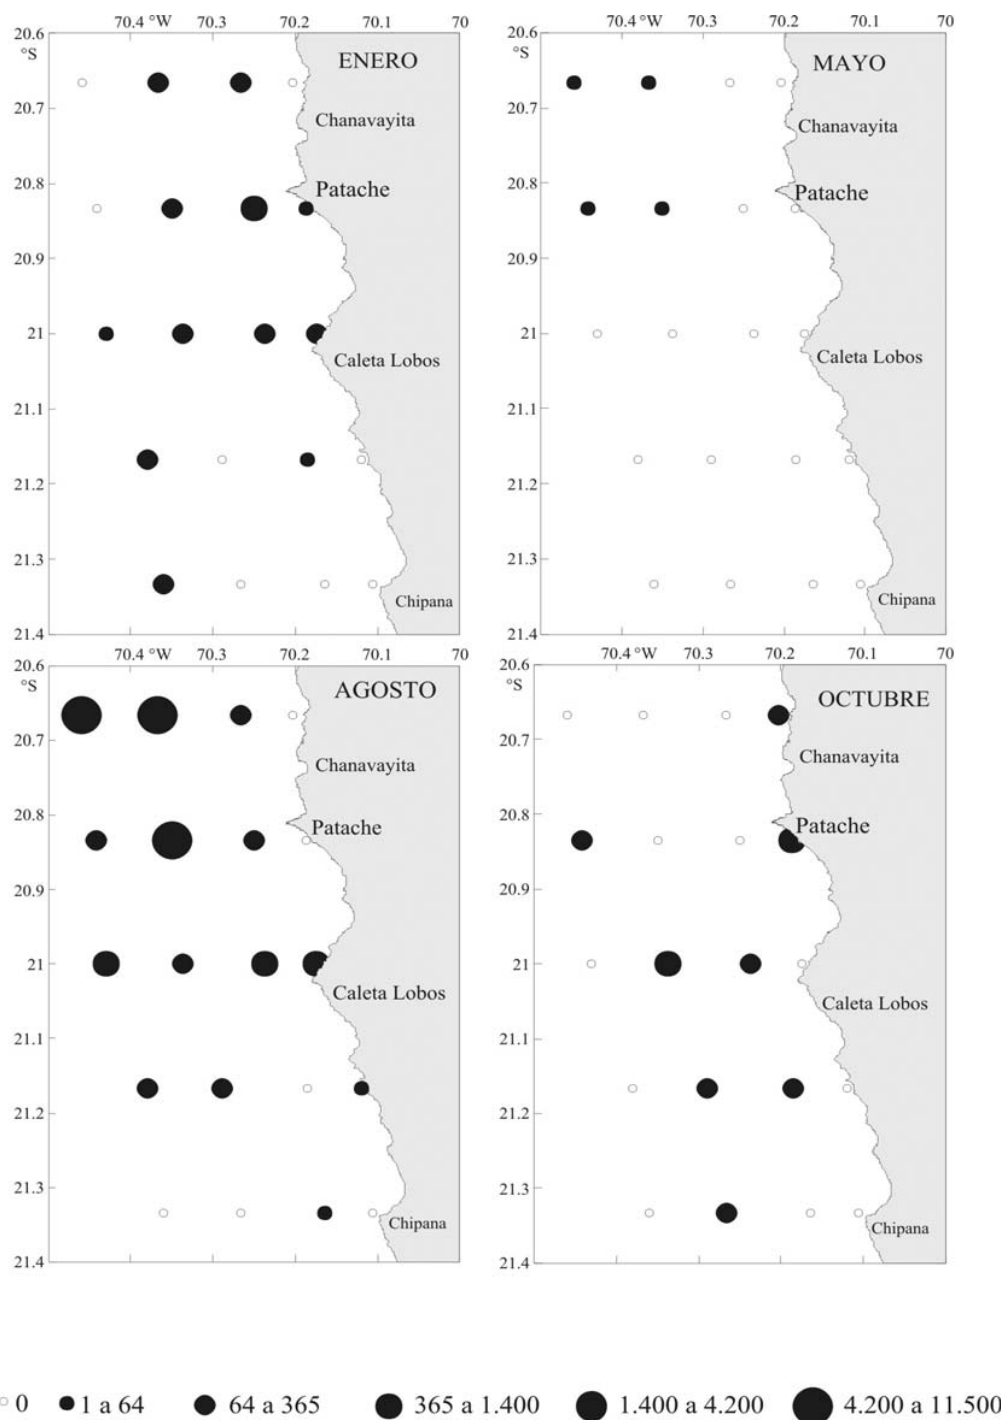 70.4 °W 70.3 70.2 70.1 70
20.6
°S
ENERO
20.7
Chanavayita
20.8
Patache
20.9
21
Caleta Lobos
21.1
21.2
21.3
Chipana
21.4
70.4 °W 70.3 70.2 70.1 70
20.6
°S
MAYO
20.7
Chanavayita
20.8
Patache
20.9
21
Caleta Lobos
21.1
21.2
21.3
Chipana
21.4
70.4 °W 70.3 70.2 70.1 70
20.6
°S
AGOSTO
20.7
Chanavayita
20.8
Patache
20.9
21
Caleta Lobos
21.1
21.2
21.3
Chipana
21.4
70.4 °W 70.3 70.2 70.1 70
20.6
°S
OCTUBRE
20.7
Chanavayita
20.8
Patache
20.9
21
Caleta Lobos
21.1
21.2
21.3
Chipana
21.4
0 1 a 64 64 a 365 365 a 1.400 1.400 a 4.200 4.200 a 11.500